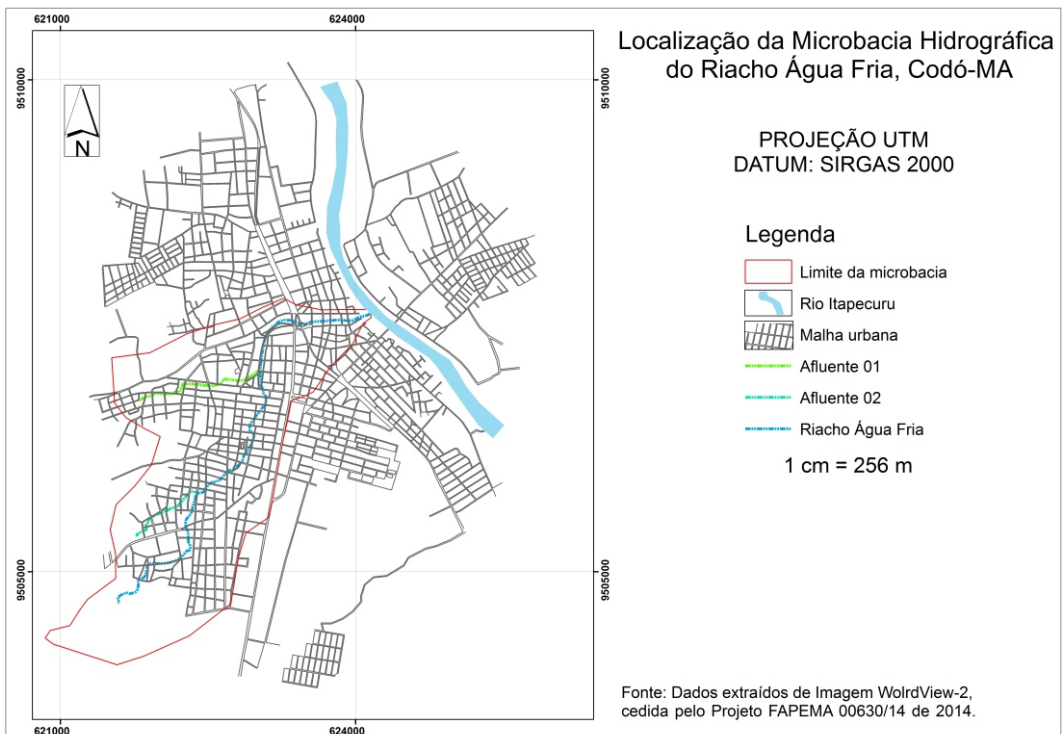 621000
624000
Localização da Microbacia Hidrográfica
do Riacho Água Fria, Codó-MA
9510000
9510000
N
PROJEÇÃO UTM
DATUM: SIRGAS 2000
Legenda
Limite da microbacia
Rio Itapecuru
Malha urbana
Afluente 01
Afluente 02
Riacho Água Fria
1 cm = 256 m
9505000
9505000
Fonte: Dados extraídos de Imagem WolrdView-2,
cedida pelo Projeto FAPEMA 00630/14 de 2014.
621000
624000